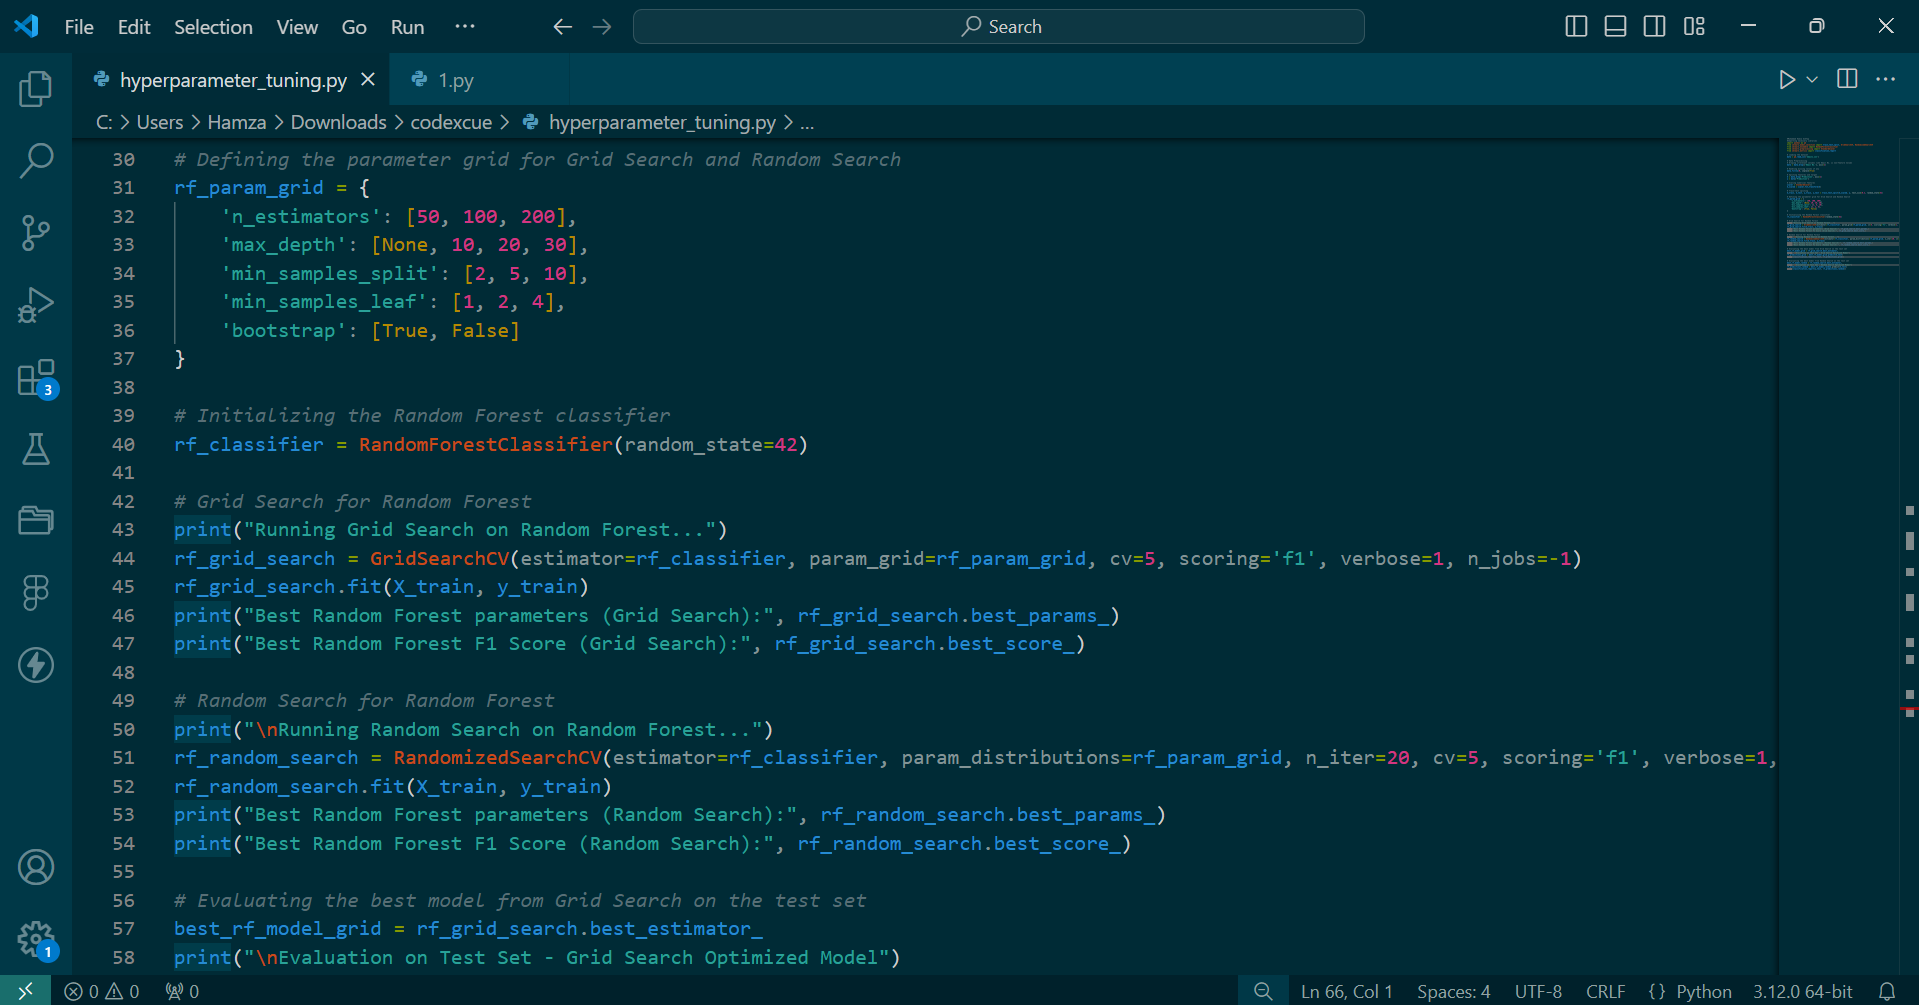 File Edit Selection View Go Run ··· Search
hyperparameter_tuning.py 1.py
C: > Users > Hamza > Downloads > codexcue > hyperparameter_tuning.py > ...
30 # Defining the parameter grid for Grid Search and Random Search
31 rf_param_grid = {
32 'n_estimators': [50, 100, 200],
33 'max_depth': [None, 10, 20, 30],
34 'min_samples_split': [2, 5, 10],
35 'min_samples_leaf': [1, 2, 4],
36 'bootstrap': [True, False]
37 }
38
39 # Initializing the Random Forest classifier
40 rf_classifier = RandomForestClassifier(random_state=42)
41
42 # Grid Search for Random Forest
43 print("Running Grid Search on Random Forest...")
44 rf_grid_search = GridSearchCV(estimator=rf_classifier, param_grid=rf_param_grid, cv=5, scoring='f1', verbose=1, n_jobs=-1)
45 rf_grid_search.fit(X_train, y_train)
46 print("Best Random Forest parameters (Grid Search):", rf_grid_search.best_params_)
47 print("Best Random Forest F1 Score (Grid Search):", rf_grid_search.best_score_)
48
49 # Random Search for Random Forest
50 print("\nRunning Random Search on Random Forest...")
51 rf_random_search = RandomizedSearchCV(estimator=rf_classifier, param_distributions=rf_param_grid, n_iter=20, cv=5, scoring='f1', verbose=1,
52 rf_random_search.fit(X_train, y_train)
53 print("Best Random Forest parameters (Random Search):", rf_random_search.best_params_)
54 print("Best Random Forest F1 Score (Random Search):", rf_random_search.best_score_)
55
56 # Evaluating the best model from Grid Search on the test set
57 best_rf_model_grid = rf_grid_search.best_estimator_
58 print("\nEvaluation on Test Set - Grid Search Optimized Model")
3
1
0 0 0 Ln 66, Col 1 Spaces: 4 UTF-8 CRLF {} Python 3.12.0 64-bit